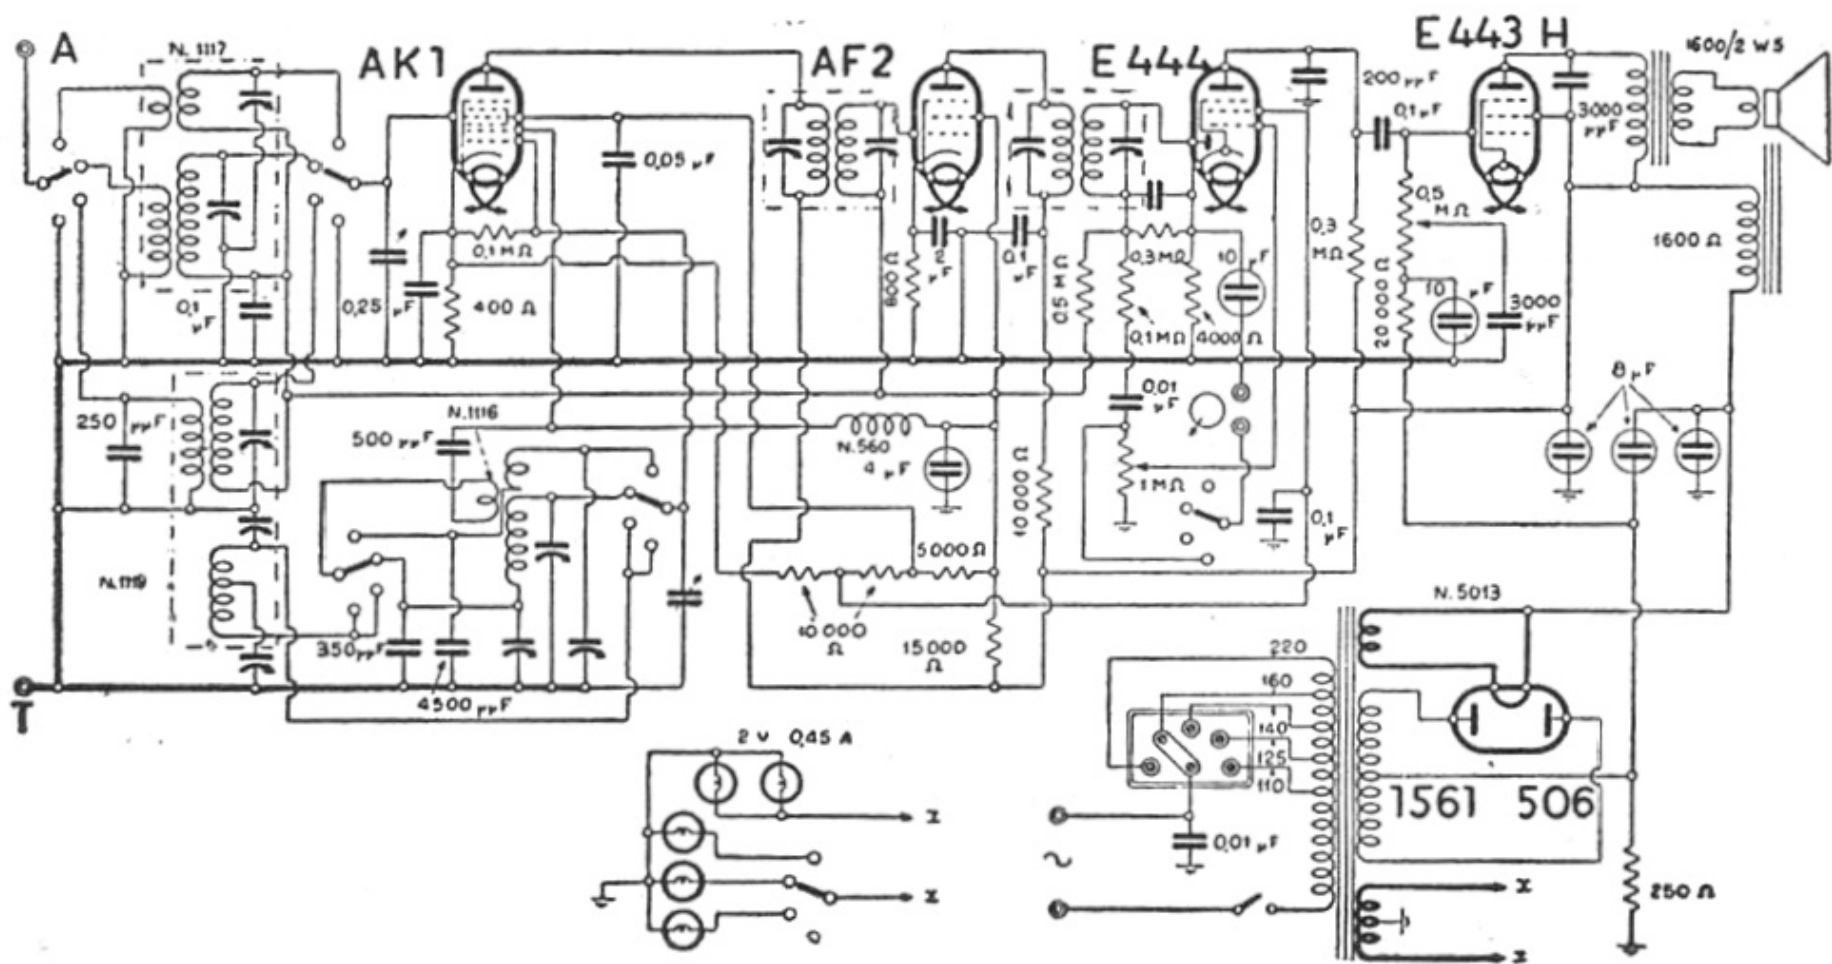 A
N. 1117
AK1
AF2
E 444
E443 H
1600/2 W5
200 µµF
0,1 µF
3000 µµF
0,05 µF
0,5 MΩ
1600 Ω
0,1 MΩ
0,3 MΩ
0,3 MΩ
10 µF
800 Ω
2 µF
0,1 µF
0,5 MΩ
0,1 µF
0,25 µF
400 Ω
0,1 MΩ
4000 Ω
20 000 Ω
10 µF
3000 µµF
8 µF
250 µµF
N.1116
500 µµF
N.560
4 µF
0,01 µF
1 MΩ
10 000 Ω
0,1 µF
5000 Ω
N.1119
350 µµF
4500 µµF
10 000 Ω
15 000 Ω
N.5013
T
220
160
140
125
110
2 V 0,45 A
1561 506
0,01 µF
250 Ω
X
X
X
X